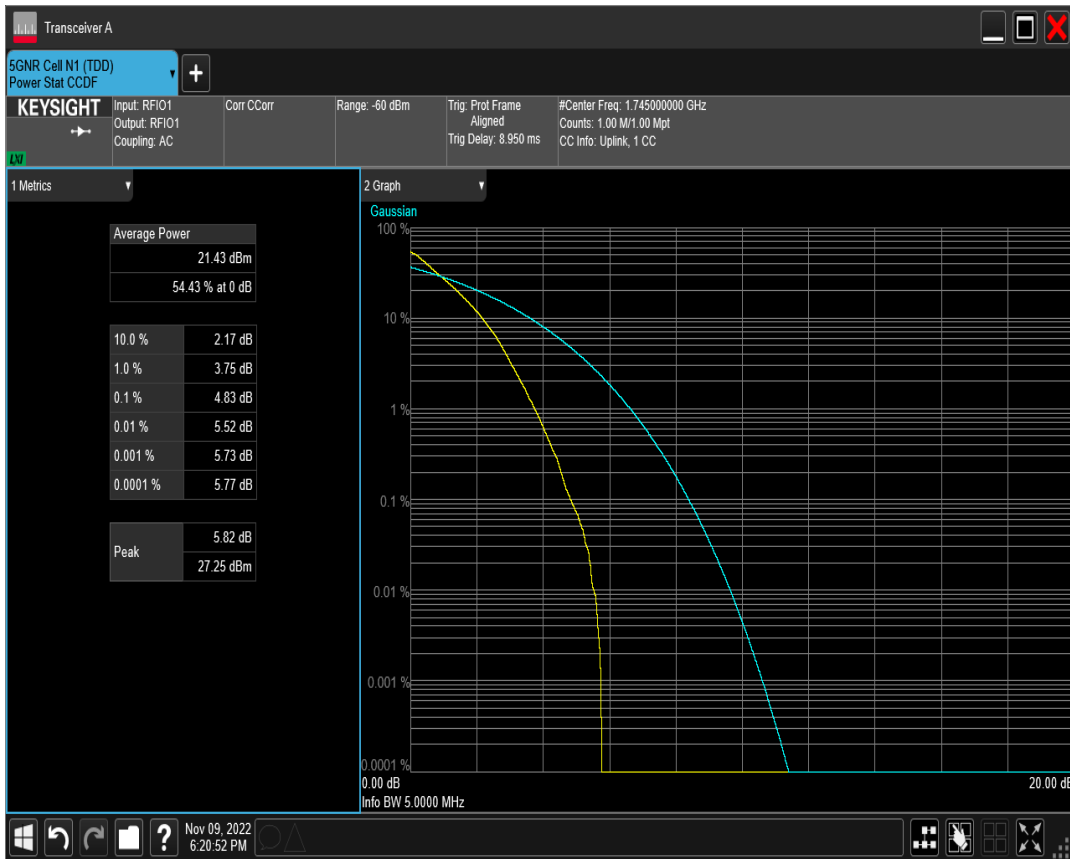 Transceiver A
5GNR Cell N1 (TDD)
Power Stat CCDF
+
KEYSIGHT
LXI
Input: RFIO1
Output: RFIO1
Coupling: AC
Corr CCorr
Range: -60 dBm
Trig: Prot Frame
Aligned
Trig Delay: 8.950 ms
#Center Freq: 1.745000000 GHz
Counts: 1.00 M/1.00 Mpt
CC Info: Uplink, 1 CC
1 Metrics
Average Power
21.43 dBm
54.43 % at 0 dB
10.0 % 2.17 dB
1.0 % 3.75 dB
0.1 % 4.83 dB
0.01 % 5.52 dB
0.001 % 5.73 dB
0.0001 % 5.77 dB
Peak
5.82 dB
27.25 dBm
2 Graph
Gaussian
100 %
10 %
1 %
0.1 %
0.01 %
0.001 %
0.0001 %
0.00 dB 20.00 dB
Info BW 5.0000 MHz
?
Nov 09, 2022
6:20:52 PM